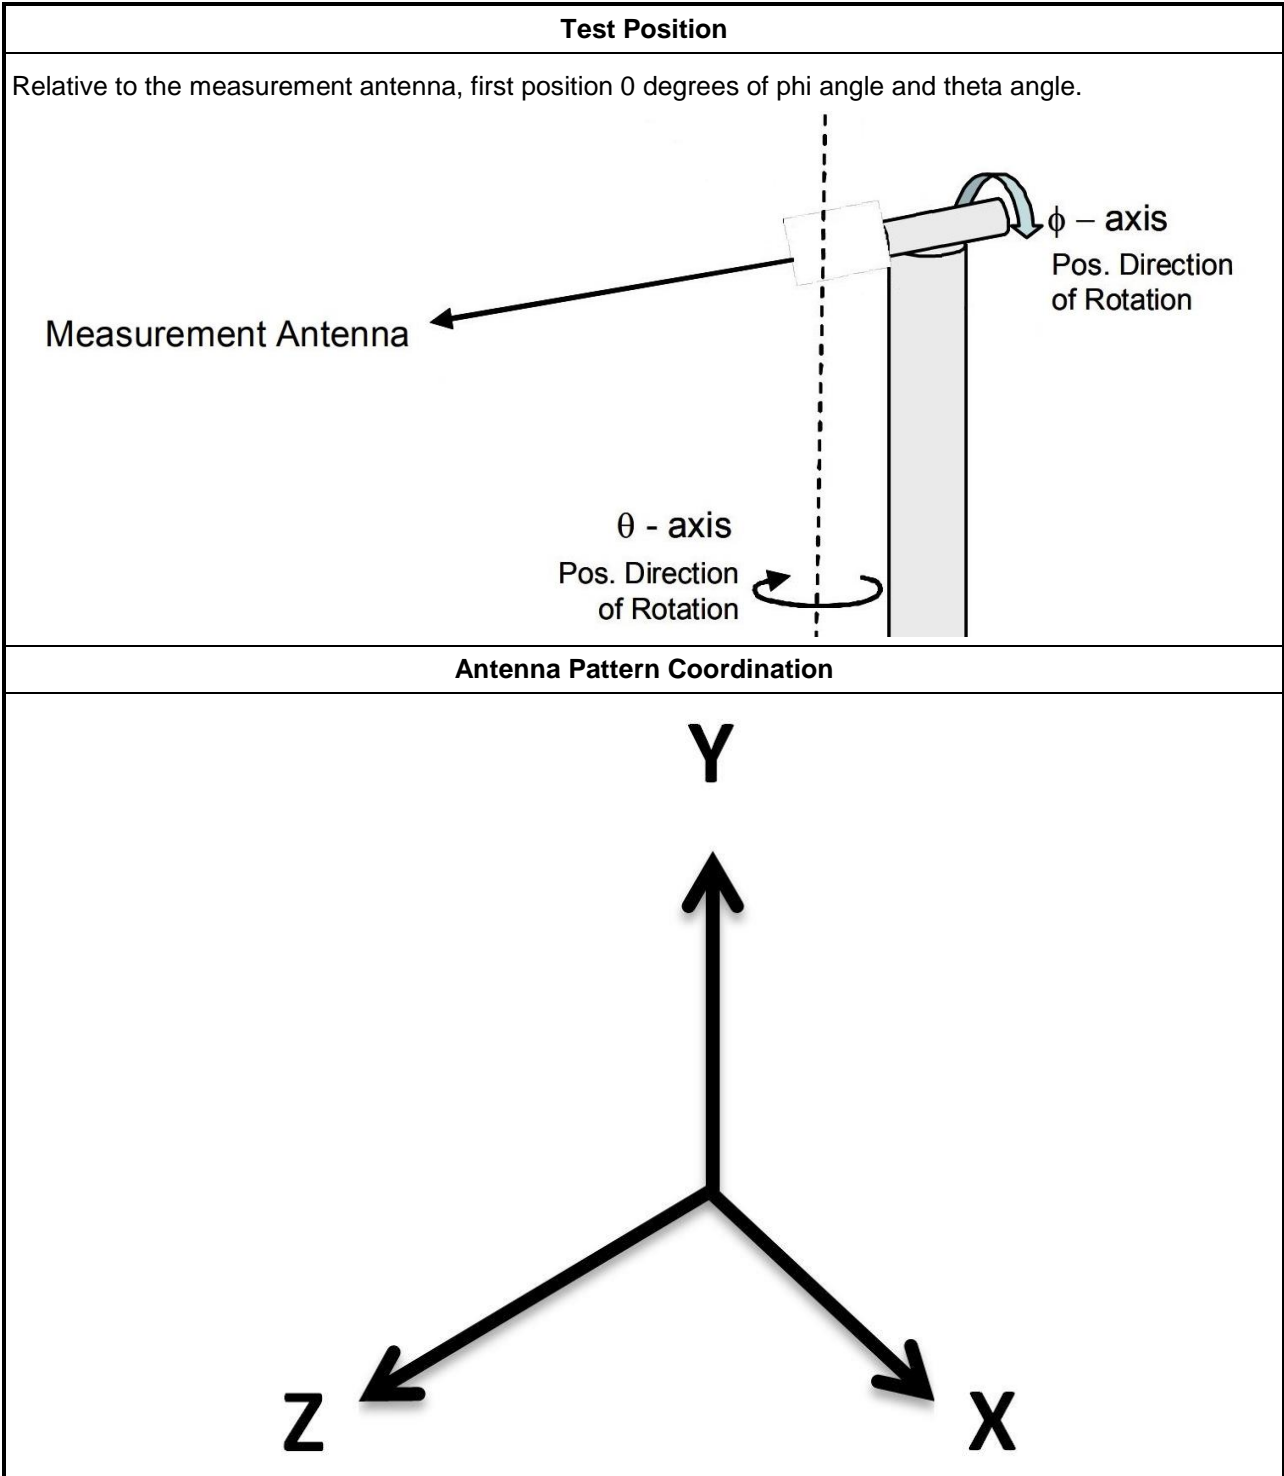 Test Position
Relative to the measurement antenna, first position 0 degrees of phi angle and theta angle.
ϕ – axis
Pos. Direction
of Rotation
Measurement Antenna
θ - axis
Pos. Direction
of Rotation
Antenna Pattern Coordination
Y
Z
X